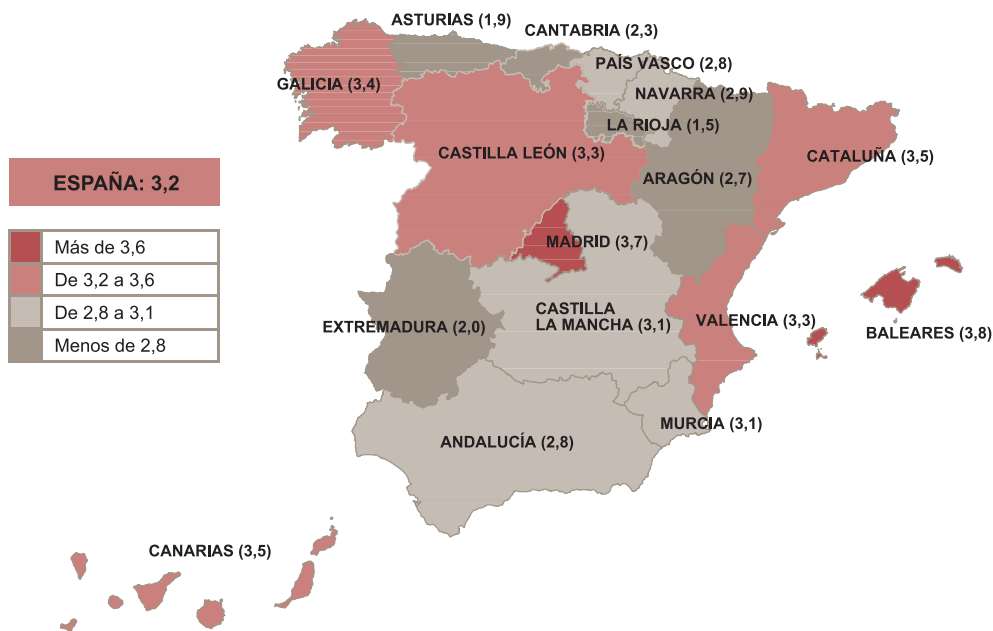 ASTURIAS (1,9)
CANTABRIA (2,3)
PAÍS VASCO (2,8)
GALICIA (3,4)
NAVARRA (2,9)
LA RIOJA (1,5)
CASTILLA LEÓN (3,3)
CATALUÑA (3,5)
ARAGÓN (2,7)
ESPAÑA: 3,2
Más de 3,6
De 3,2 a 3,6
De 2,8 a 3,1
Menos de 2,8
MADRID (3,7)
CASTILLA
LA MANCHA (3,1)
EXTREMADURA (2,0)
VALENCIA (3,3)
BALEARES (3,8)
MURCIA (3,1)
ANDALUCÍA (2,8)
CANARIAS (3,5)